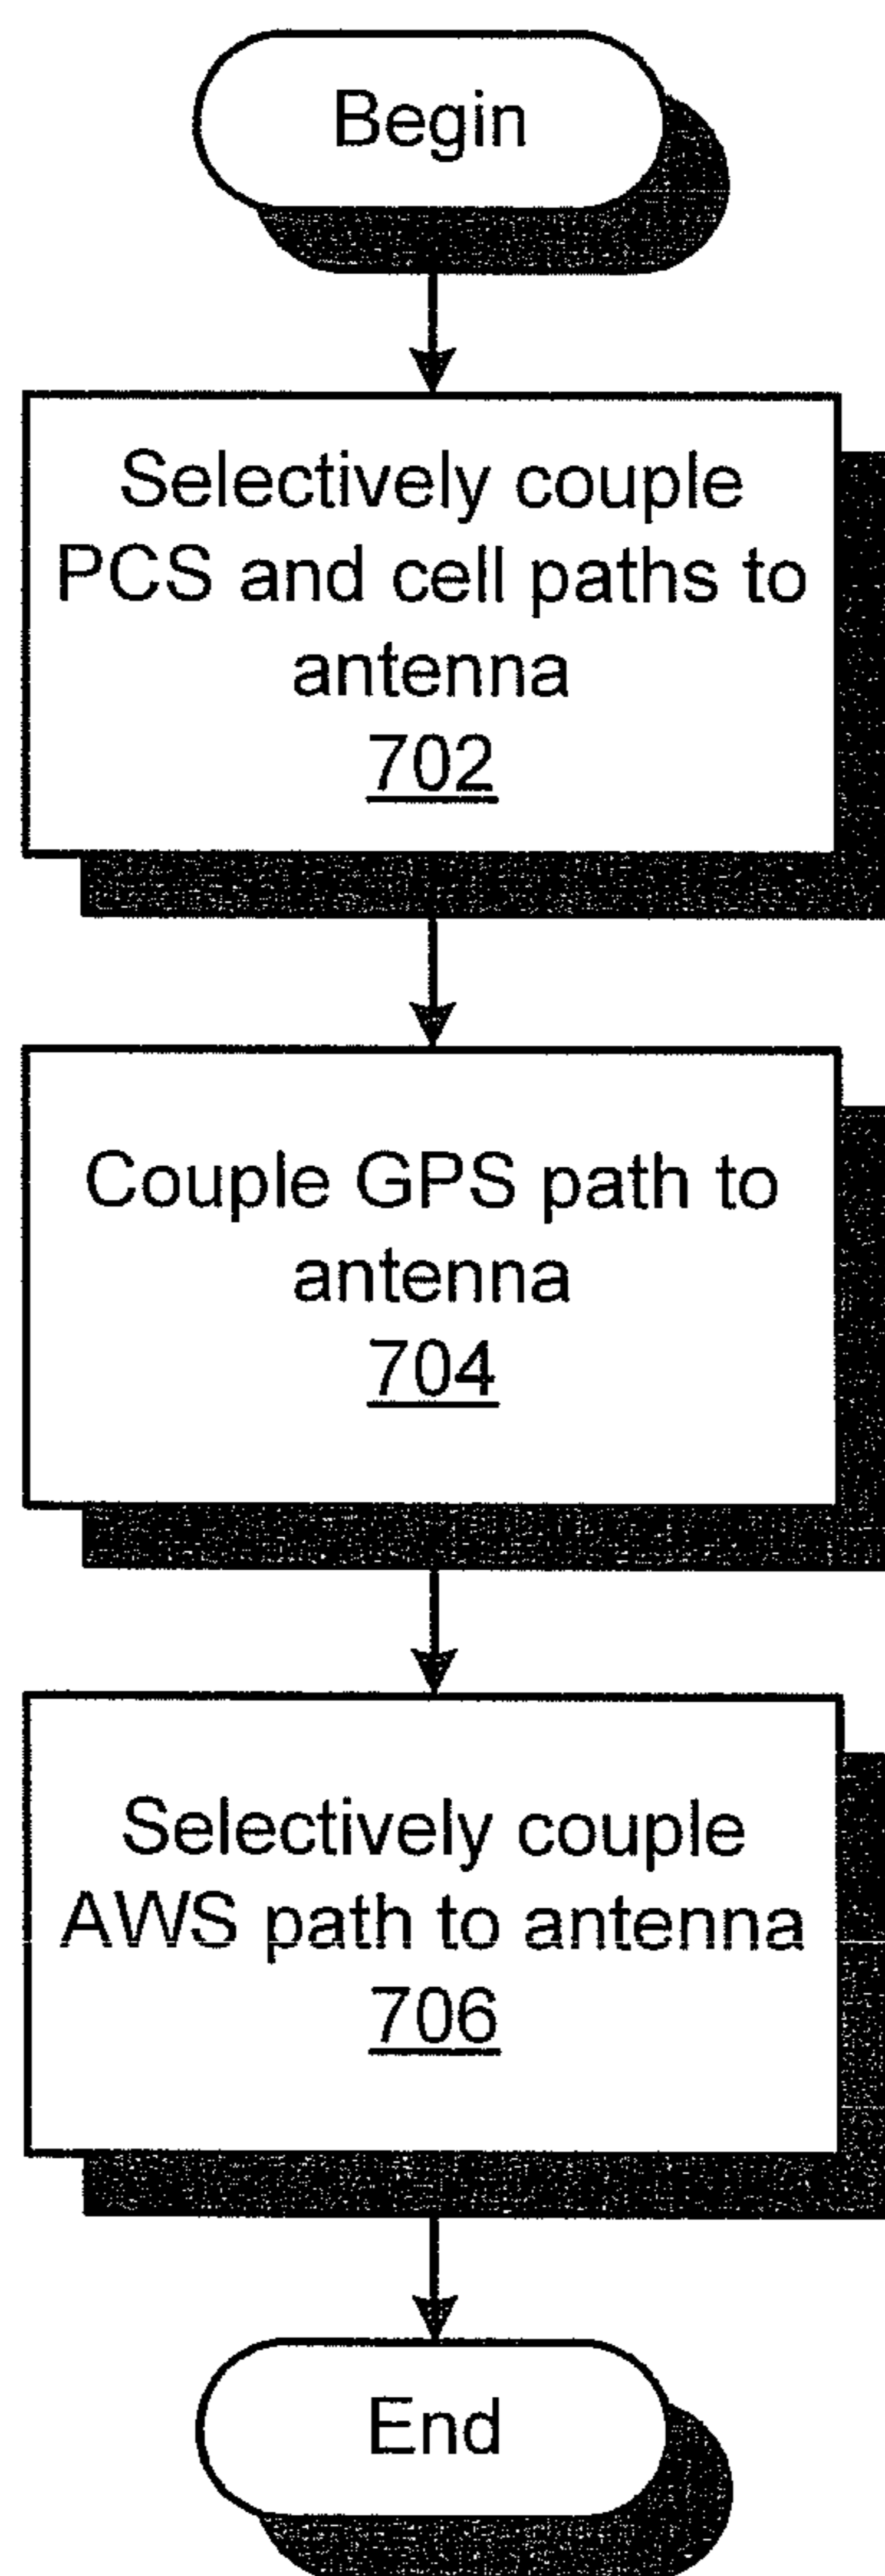 Begin
Selectively couple
PCS and cell paths to
antenna
702
Couple GPS path to
antenna
704
Selectively couple
AWS path to antenna
706
End